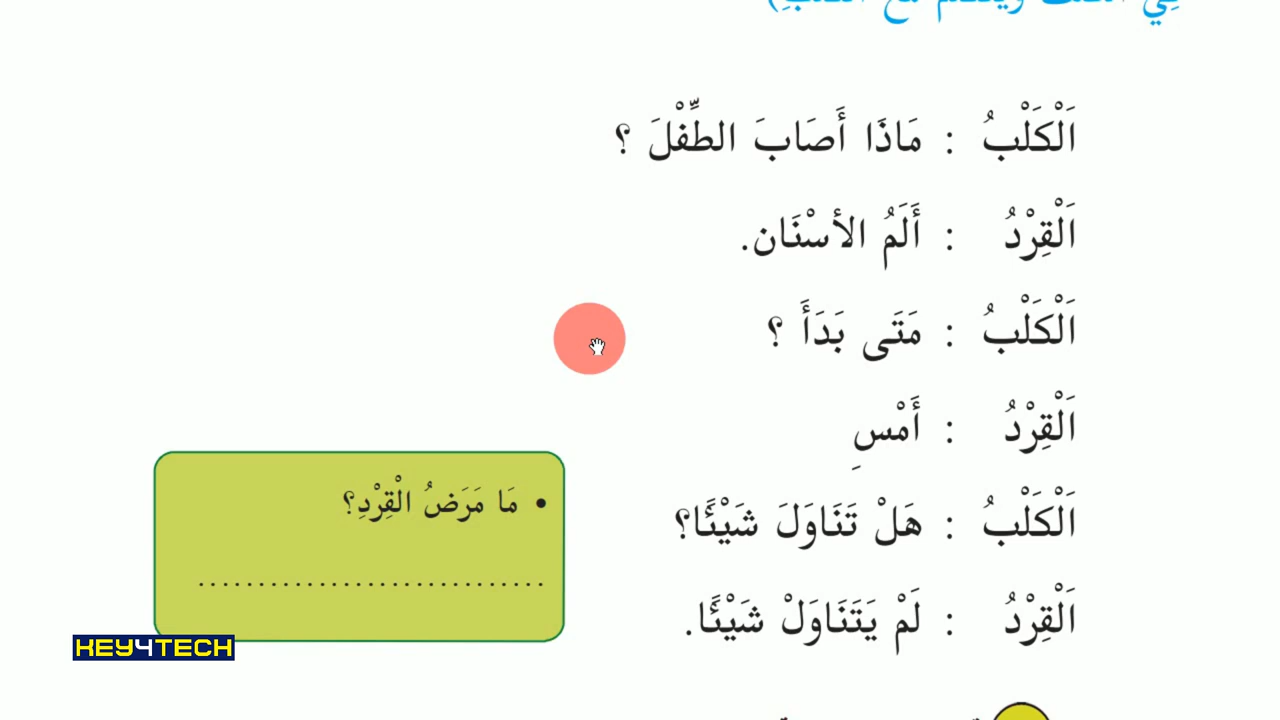 اَلْكَلْبُ : مَاذَا أَصَابَ الطِّفْلَ ؟
اَلْقِرْدُ : أَلَمُ الأسْنَان.
اَلْكَلْبُ : مَتَى بَدَأَ ؟
اَلْقِرْدُ : أَمْسِ
• مَا مَرَضُ الْقِرْدِ؟
............................
اَلْكَلْبُ : هَلْ تَنَاوَلَ شَيْئًا؟
اَلْقِرْدُ : لَمْ يَتَنَاوَلْ شَيْئًا.
KEY4TECH